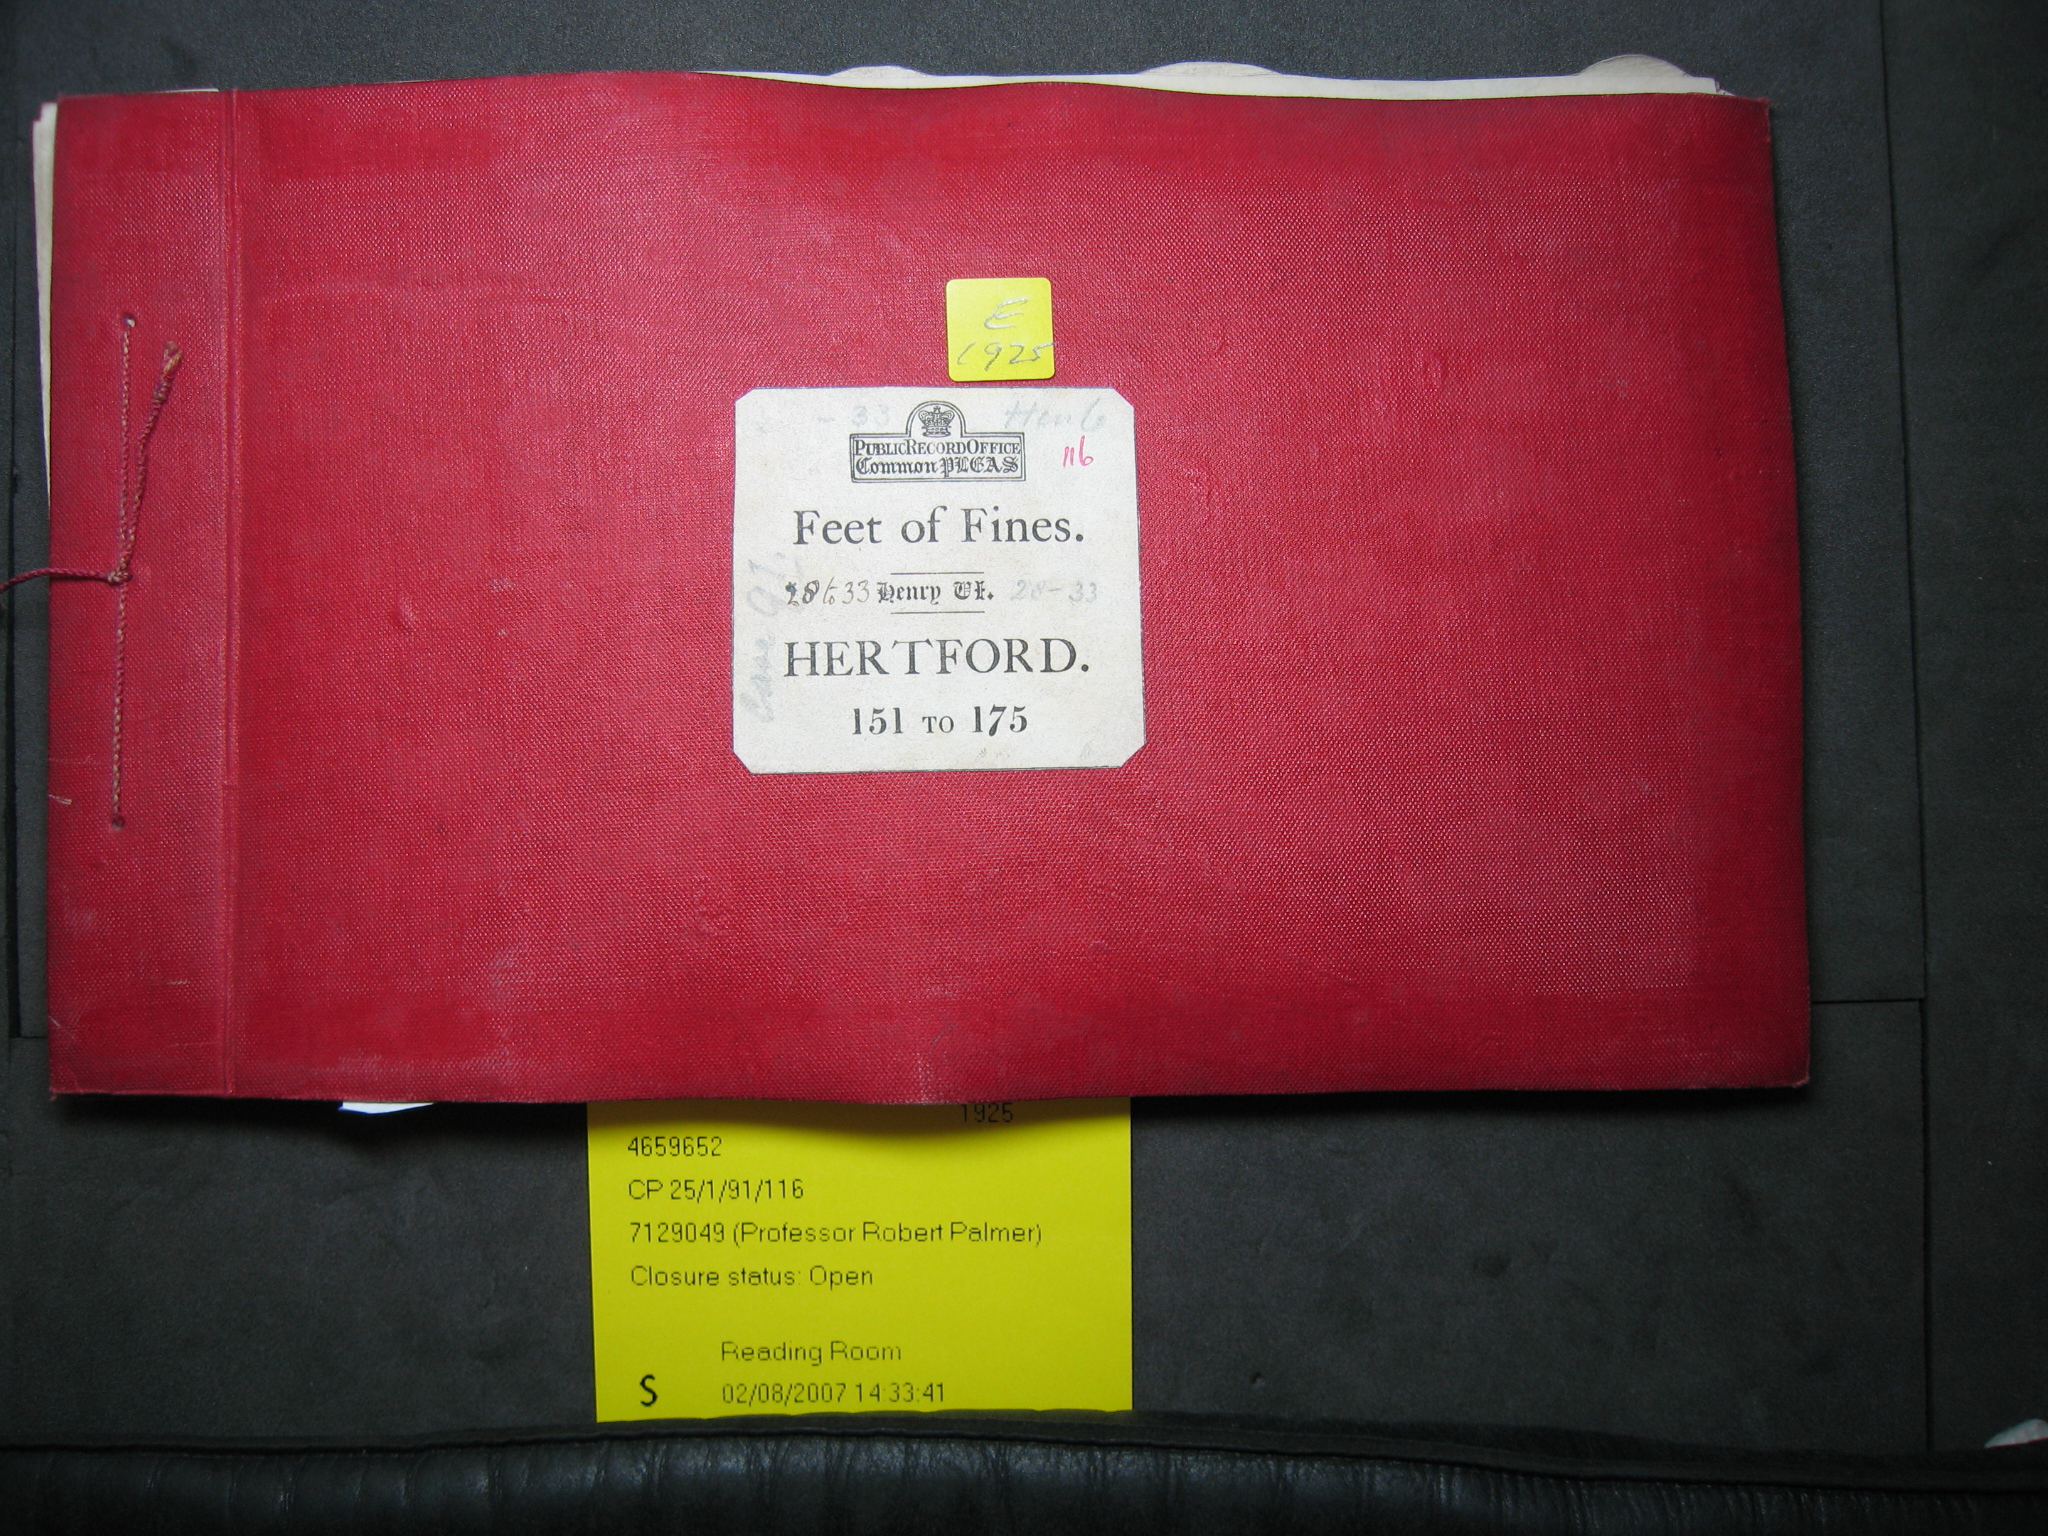 E
1925
- 33 Hen 6
PUBLIC RECORD OFFICE
Common PLEAS
116
Feet of Fines.
28 to 33 Henry VI. 28-33
HERTFORD.
151 TO 175
1925
4659652
CP 25/1/91/116
7129049 (Professor Robert Palmer)
Closure status: Open
Reading Room
S 02/08/2007 14:33:41